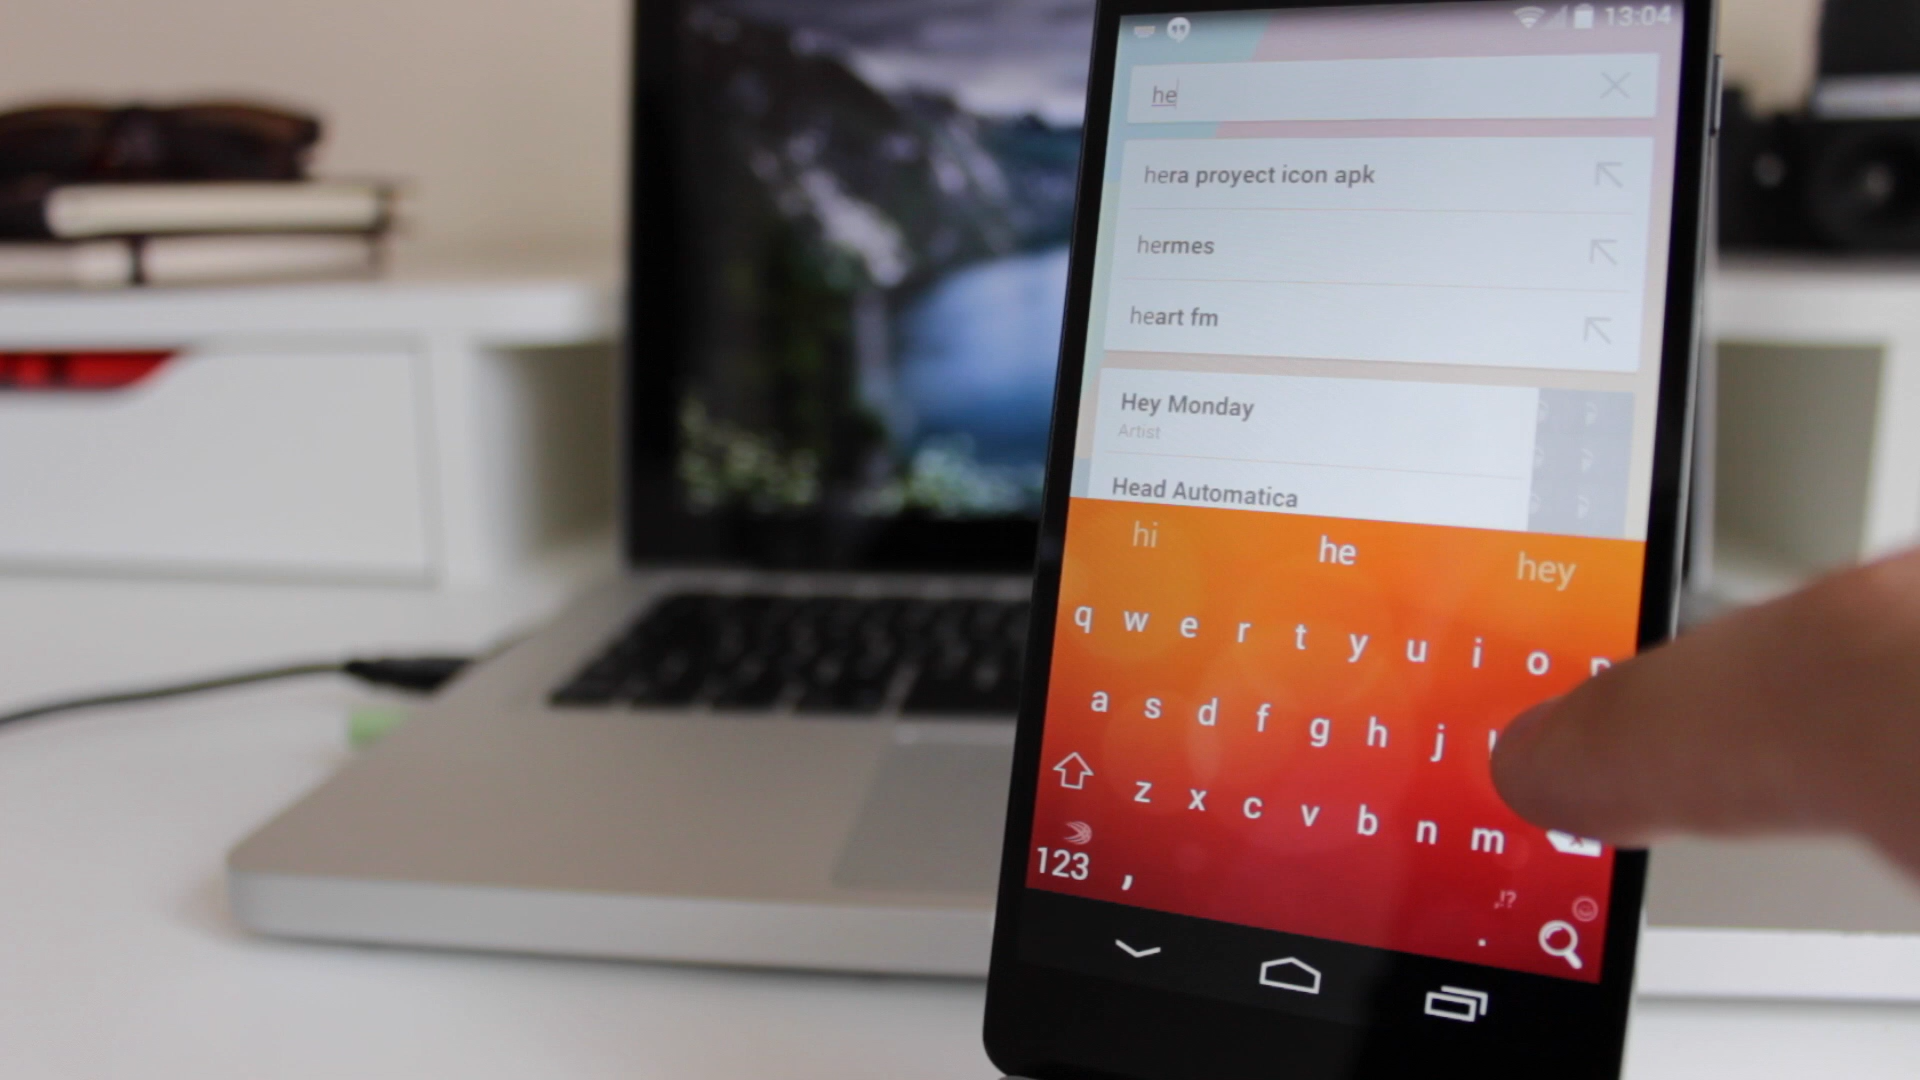 13:04
he
hera proyect icon apk
hermes
heart fm
Hey Monday
Artist
Head Automatica
hi he hey
q w e r t y u i o
a s d f g h j
z x c v b n m
123 , .
,!?